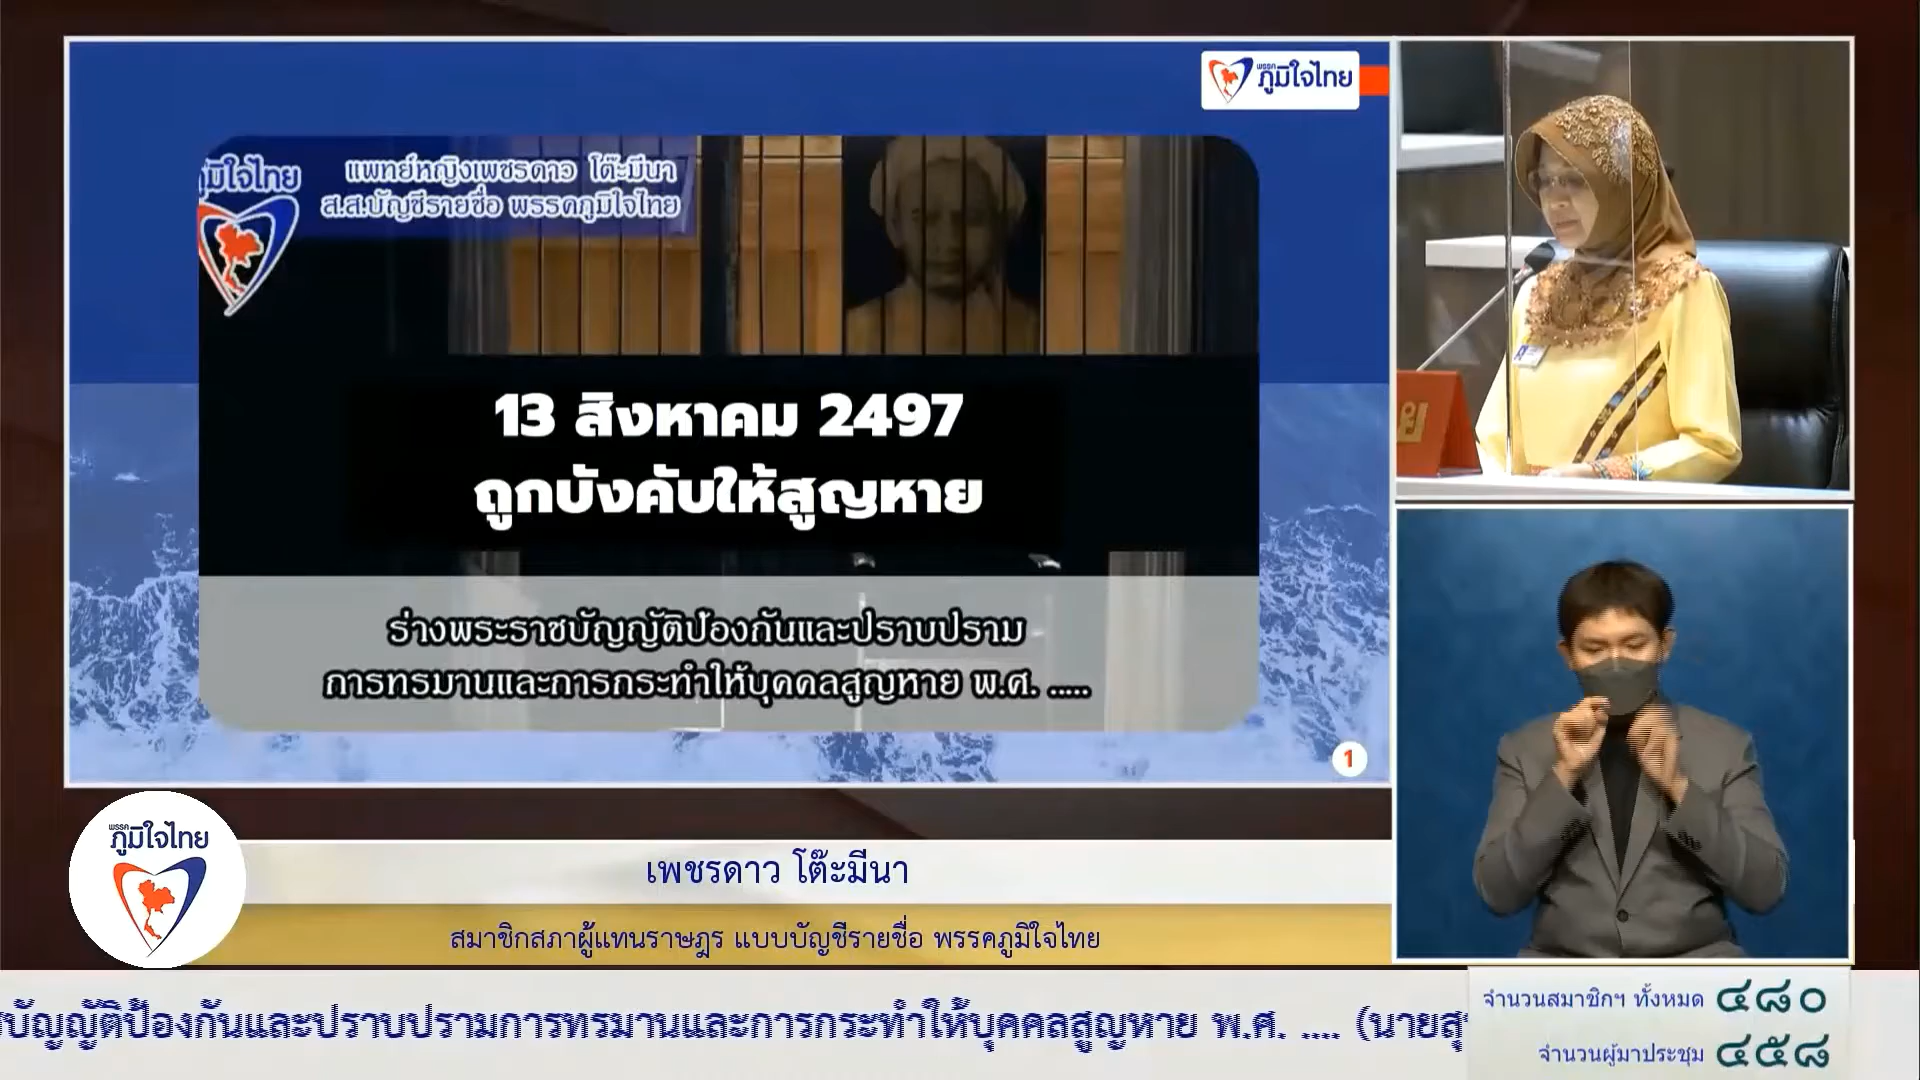 พรรค
ภูมิใจไทย
ภูมิใจไทย
แพทย์หญิงเพชรดาว โต๊ะมีนา
ส.ส.บัญชีรายชื่อ พรรคภูมิใจไทย
13 สิงหาคม 2497
ถูกบังคับให้สูญหาย
ร่างพระราชบัญญัติป้องกันและปราบปราม
การทรมานและการกระทำให้บุคคลสูญหาย พ.ศ. .....
1
พรรค
ภูมิใจไทย
เพชรดาว โต๊ะมีนา
สมาชิกสภาผู้แทนราษฎร แบบบัญชีรายชื่อ พรรคภูมิใจไทย
บัญญัติป้องกันและปราบปรามการทรมานและการกระทำให้บุคคลสูญหาย พ.ศ. .... (นายสุ
จำนวนสมาชิกฯ ทั้งหมด ๔๘๐
จำนวนผู้มาประชุม ๔๕๘